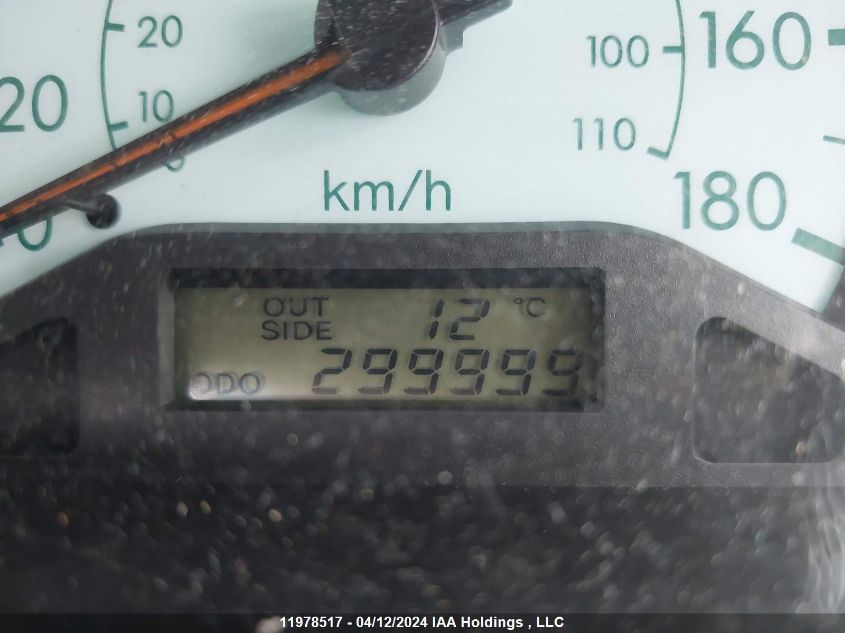 20 100 160
20 10 110
0 km/h 180
OUT 12 °C
SIDE
ODO 299999
11978517 - 04/12/2024 IAA Holdings , LLC